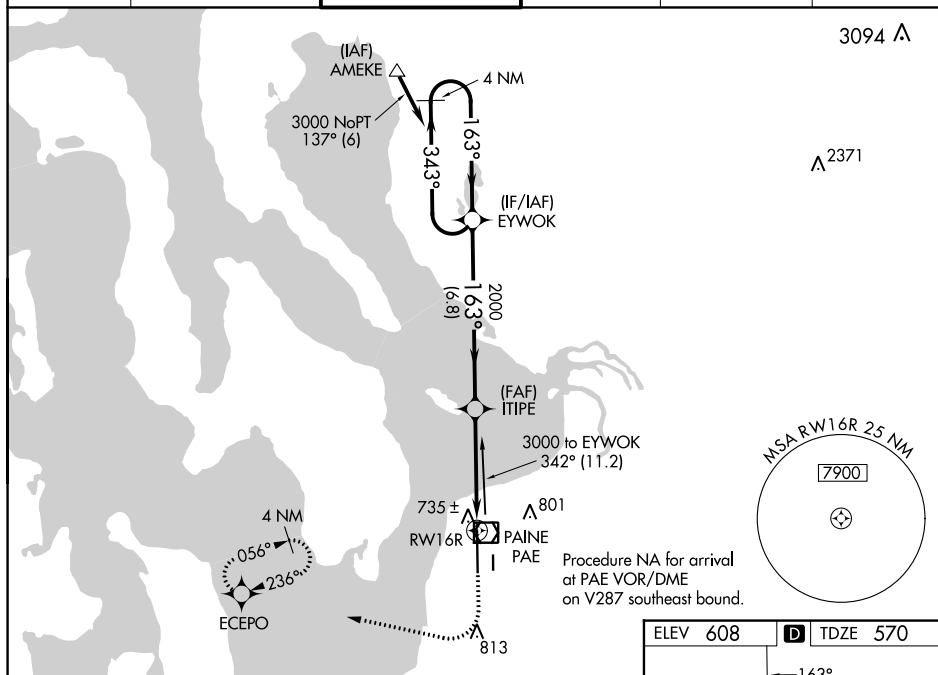 3094
(IAF)
AMEKE
4 NM
3000 NoPT
137° (6)
163°
343°
2371
(IF/IAF)
EYWOK
2000
163°
(6.8)
(FAF)
ITIPE
3000 to EYWOK
342° (11.2)
MSA RW16R 25 NM
7900
735 ±
801
RW16R
PAINE
PAE
4 NM
056°
236°
ECEPO
Procedure NA for arrival
at PAE VOR/DME
on V287 southeast bound.
813
ELEV 608 D TDZE 570
163°